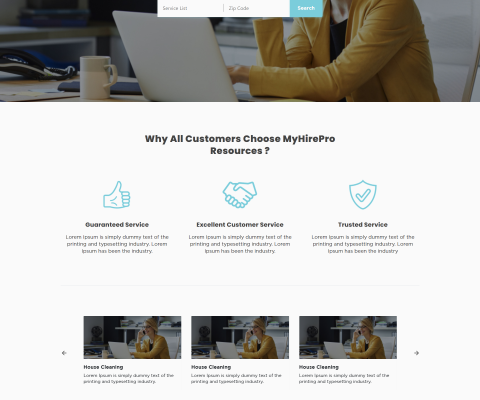 Service List Zip Code Search
Why All Customers Choose MyHirePro
Resources ?
Guaranteed Service Excellent Customer Service Trusted Service
Lorem Ipsum is simply dummy text of the Lorem Ipsum is simply dummy text of the Lorem Ipsum is simply dummy text of the
printing and typesetting industry. Lorem printing and typesetting industry. Lorem printing and typesetting industry. Lorem
Ipsum has been the industry. Ipsum has been the industry. Ipsum has been the industry
House Cleaning House Cleaning House Cleaning
Lorem Ipsum is simply dummy text of the Lorem Ipsum is simply dummy text of the Lorem Ipsum is simply dummy text of the
printing and typesetting industry. printing and typesetting industry. printing and typesetting industry.